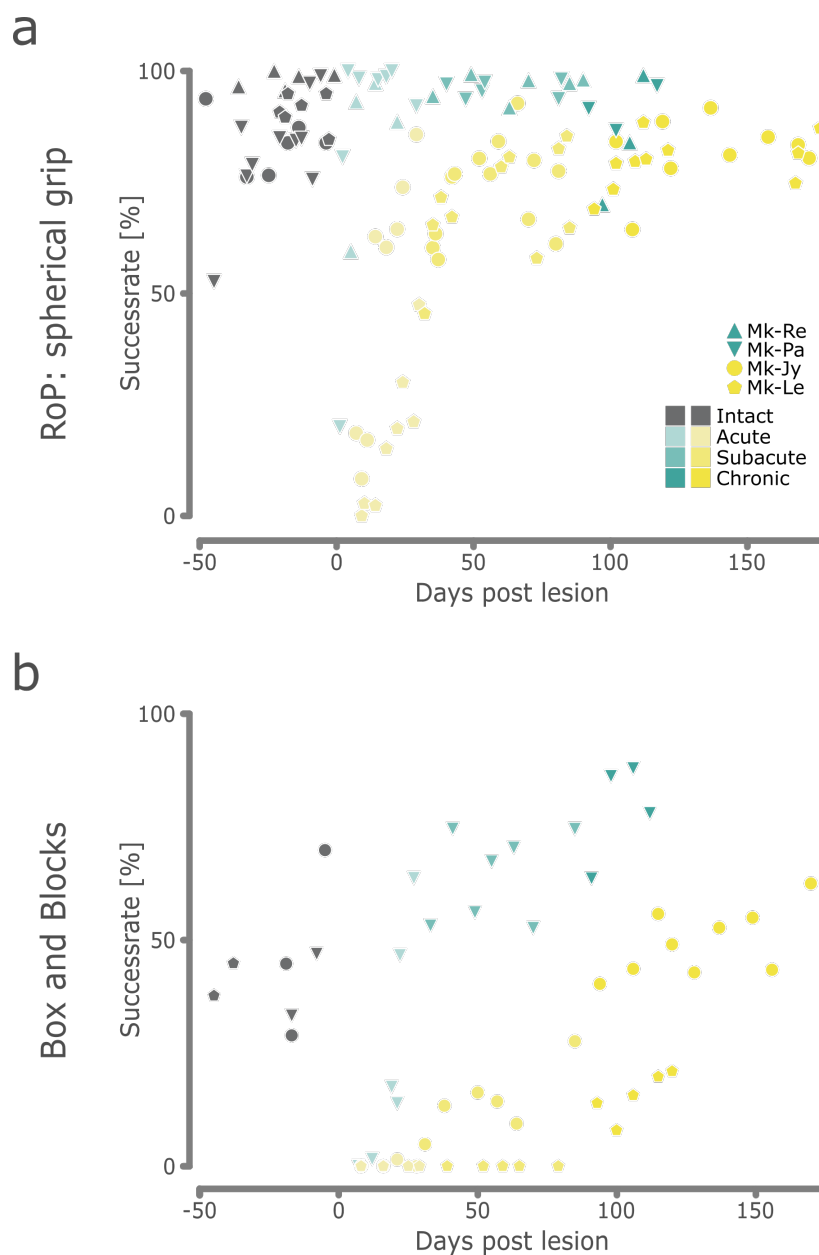 a
RoP: spherical grip
Successrate [%]
100
50
0
-50 0 50 100 150
Days post lesion
Mk-Re
Mk-Pa
Mk-Jy
Mk-Le
Intact
Acute
Subacute
Chronic
b
Box and Blocks
Successrate [%]
100
50
0
-50 0 50 100 150
Days post lesion